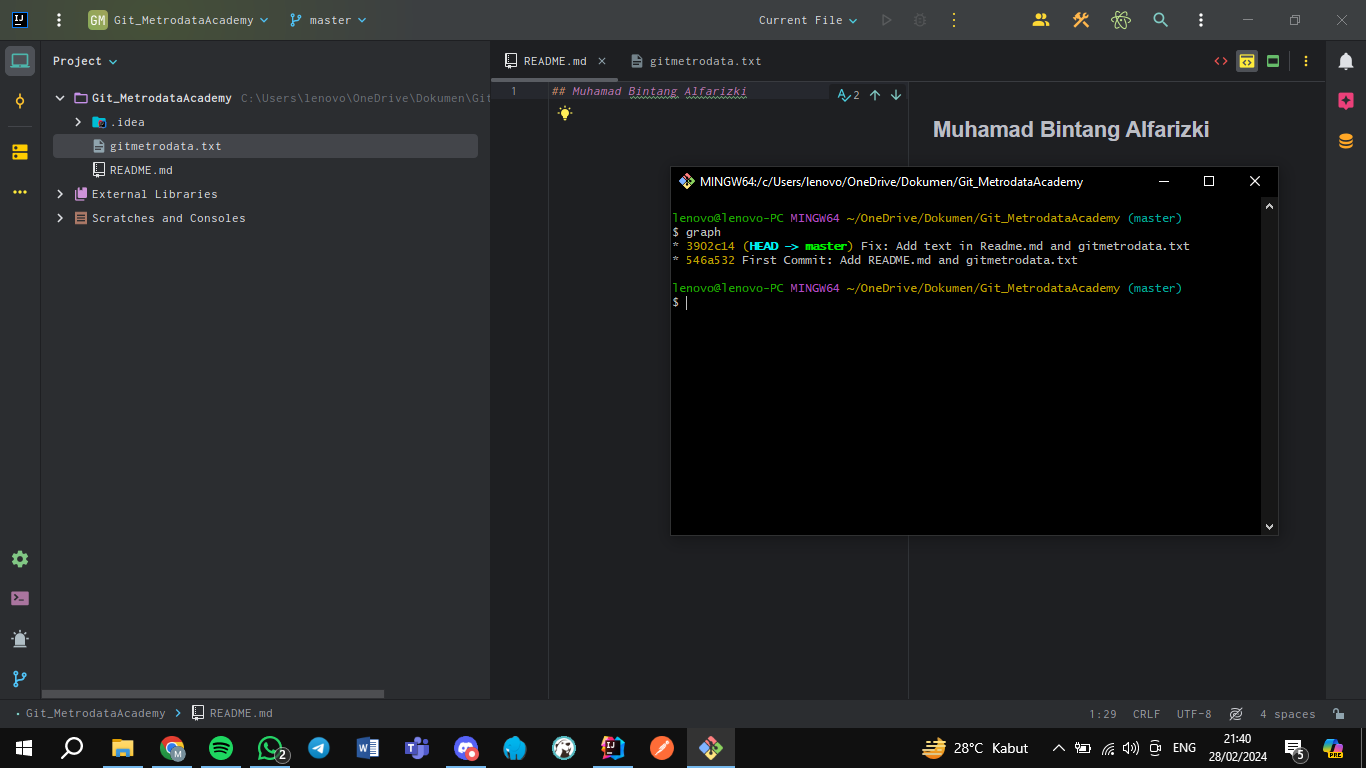 GM Git_MetrodataAcademy master Current File
Project
README.md
gitmetrodata.txt
Git_MetrodataAcademy C:\Users\lenovo\OneDrive\Dokumen\Git
.idea
gitmetrodata.txt
README.md
External Libraries
Scratches and Consoles
1 ## Muhamad Bintang Alfarizki
2
Muhamad Bintang Alfarizki
MINGW64:/c/Users/lenovo/OneDrive/Dokumen/Git_MetrodataAcademy
lenovo@lenovo-PC MINGW64 ~/OneDrive/Dokumen/Git_MetrodataAcademy (master)
$ graph
* 3902c14 (HEAD -> master) Fix: Add text in Readme.md and gitmetrodata.txt
* 546a532 First Commit: Add README.md and gitmetrodata.txt
lenovo@lenovo-PC MINGW64 ~/OneDrive/Dokumen/Git_MetrodataAcademy (master)
$
Git_MetrodataAcademy > README.md
1:29 CRLF UTF-8 4 spaces
28°C Kabut ENG
21:40
28/02/2024
5